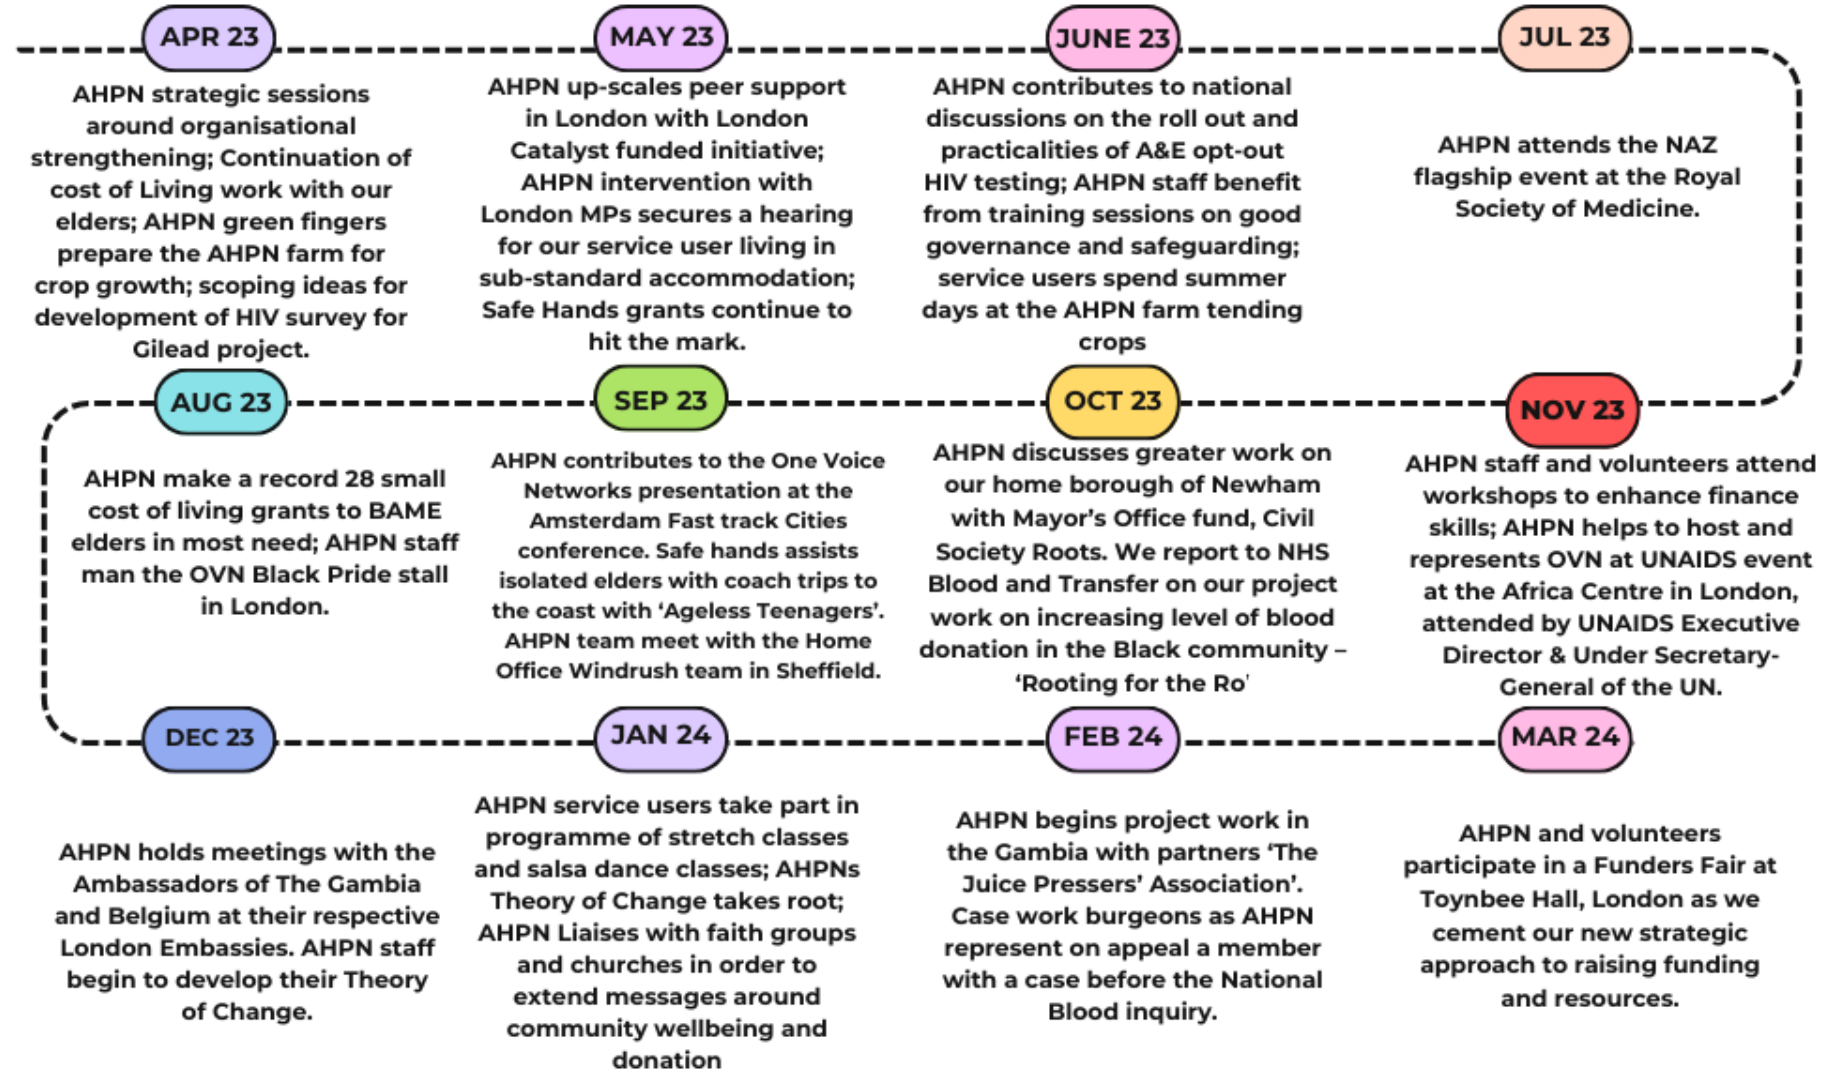 APR 23
AHPN strategic sessions
around organisational
strengthening; Continuation of
cost of Living work with our
elders; AHPN green fingers
prepare the AHPN farm for
crop growth; scoping ideas for
development of HIV survey for
Gilead project.
MAY 23
AHPN up-scales peer support
in London with London
Catalyst funded initiative;
AHPN intervention with
London MPs secures a hearing
for our service user living in
sub-standard accommodation;
Safe Hands grants continue to
hit the mark.
JUNE 23
AHPN contributes to national
discussions on the roll out and
practicalities of A&E opt-out
HIV testing; AHPN staff benefit
from training sessions on good
governance and safeguarding;
service users spend summer
days at the AHPN farm tending
crops
JUL 23
AHPN attends the NAZ
flagship event at the Royal
Society of Medicine.
AUG 23
AHPN make a record 28 small
cost of living grants to BAME
elders in most need; AHPN staff
man the OVN Black Pride stall
in London.
SEP 23
AHPN contributes to the One Voice
Networks presentation at the
Amsterdam Fast track Cities
conference. Safe hands assists
isolated elders with coach trips to
the coast with ‘Ageless Teenagers’.
AHPN team meet with the Home
Office Windrush team in Sheffield.
OCT 23
AHPN discusses greater work on
our home borough of Newham
with Mayor’s Office fund, Civil
Society Roots. We report to NHS
Blood and Transfer on our project
work on increasing level of blood
donation in the Black community –
‘Rooting for the Ro'
NOV 23
AHPN staff and volunteers attend
workshops to enhance finance
skills; AHPN helps to host and
represents OVN at UNAIDS event
at the Africa Centre in London,
attended by UNAIDS Executive
Director & Under Secretary-
General of the UN.
DEC 23
AHPN holds meetings with the
Ambassadors of The Gambia
and Belgium at their respective
London Embassies. AHPN staff
begin to develop their Theory
of Change.
JAN 24
AHPN service users take part in
programme of stretch classes
and salsa dance classes; AHPNs
Theory of Change takes root;
AHPN Liaises with faith groups
and churches in order to
extend messages around
community wellbeing and
donation
FEB 24
AHPN begins project work in
the Gambia with partners ‘The
Juice Pressers’ Association’.
Case work burgeons as AHPN
represent on appeal a member
with a case before the National
Blood inquiry.
MAR 24
AHPN and volunteers
participate in a Funders Fair at
Toynbee Hall, London as we
cement our new strategic
approach to raising funding
and resources.